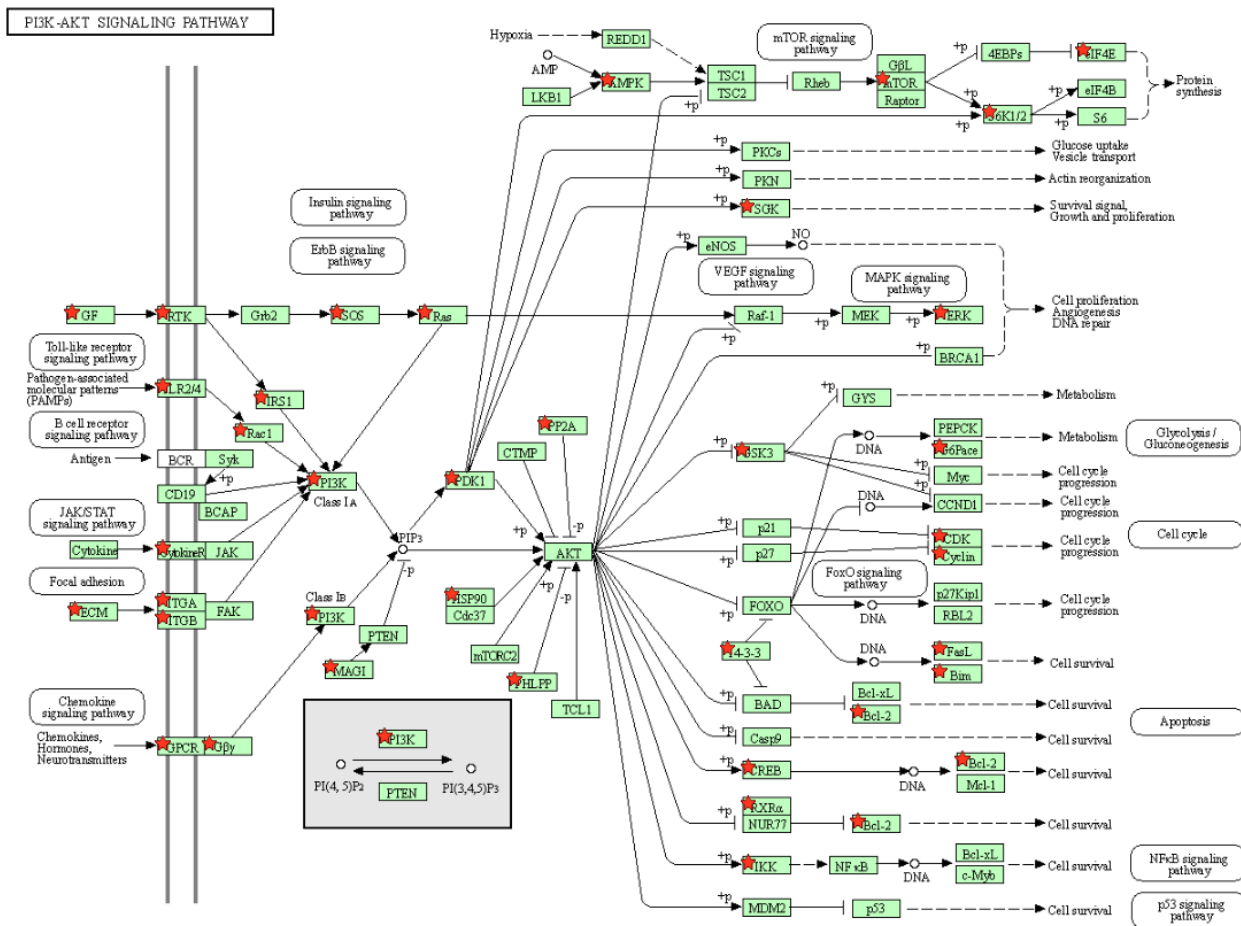 PI3K-AKT SIGNALING PATHWAY
Hypoxia
REDD1
mTOR signaling
pathway
AMP
LKB1
AMPK
TSC1
TSC2
+p
Rheb
GβL
mTOR
Raptor
+p
4EBPs
eIF4E
+p
S6K1/2
+p
+p
eIF4B
+p
S6
Protein
synthesis
+p
PKCs
Glucose uptake
Vesicle transport
+p
PKN
Actin reorganization
+p
SGK
Survival signal,
Growth and proliferation
Insulin signaling
pathway
ErbB signaling
pathway
+p
eNOS
NO
VEGF signaling
pathway
MAPK signaling
pathway
GF
RTK
Grb2
SOS
Ras
Raf-1
+p
MEK
+p
ERK
+p
Cell proliferation
Angiogenesis
DNA repair
+p
BRCA1
Toll-like receptor
signaling pathway
Pathogen-associated
molecular patterns
(PAMPs)
LR2/4
IRS1
Rac1
B cell receptor
signaling pathway
Antigen
BCR
Syk
+p
CD19
BCAP
PI3K
Class IA
JAK/STAT
signaling pathway
Cytokine
CytokineR
JAK
Focal adhesion
ECM
ITGA
ITGB
FAK
Class IB
PI3K
PTEN
MAGI
PIP3
-p
PDK1
CTMP
PP2A
+p
-p
AKT
+p
-p
HSP90
Cdc37
mTORC2
PHLPP
TCL1
+p
GYS
Metabolism
+p
GSK3
DNA
PEPCK
G6Pace
Metabolism
Glycolysis /
Gluconeogenesis
+p
Myc
Cell cycle
progression
+p
DNA
CCND1
Cell cycle
progression
+p
p21
+p
p27
CDK
Cyclin
Cell cycle
progression
Cell cycle
FoxO signaling
pathway
+p
FOXO
DNA
p27Kip1
RBL2
Cell cycle
progression
14-3-3
DNA
FasL
Bim
Cell survival
+p
BAD
Bcl-xL
Bcl-2
Cell survival
Apoptosis
+p
Casp9
Cell survival
+p
CREB
DNA
Bcl-2
Mcl-1
Cell survival
+p
RXRα
NUR77
Bcl-2
Cell survival
+p
IKK
NFκB
DNA
Bcl-xL
c-Myb
Cell survival
NFκB signaling
pathway
+p
MDM2
p53
Cell survival
p53 signaling
pathway
Chemokine
signaling pathway
Chemokines,
Hormones,
Neurotransmitters
GPCR
Gβγ
PI3K
PI(4, 5)P2
PI(3,4,5)P3
PTEN